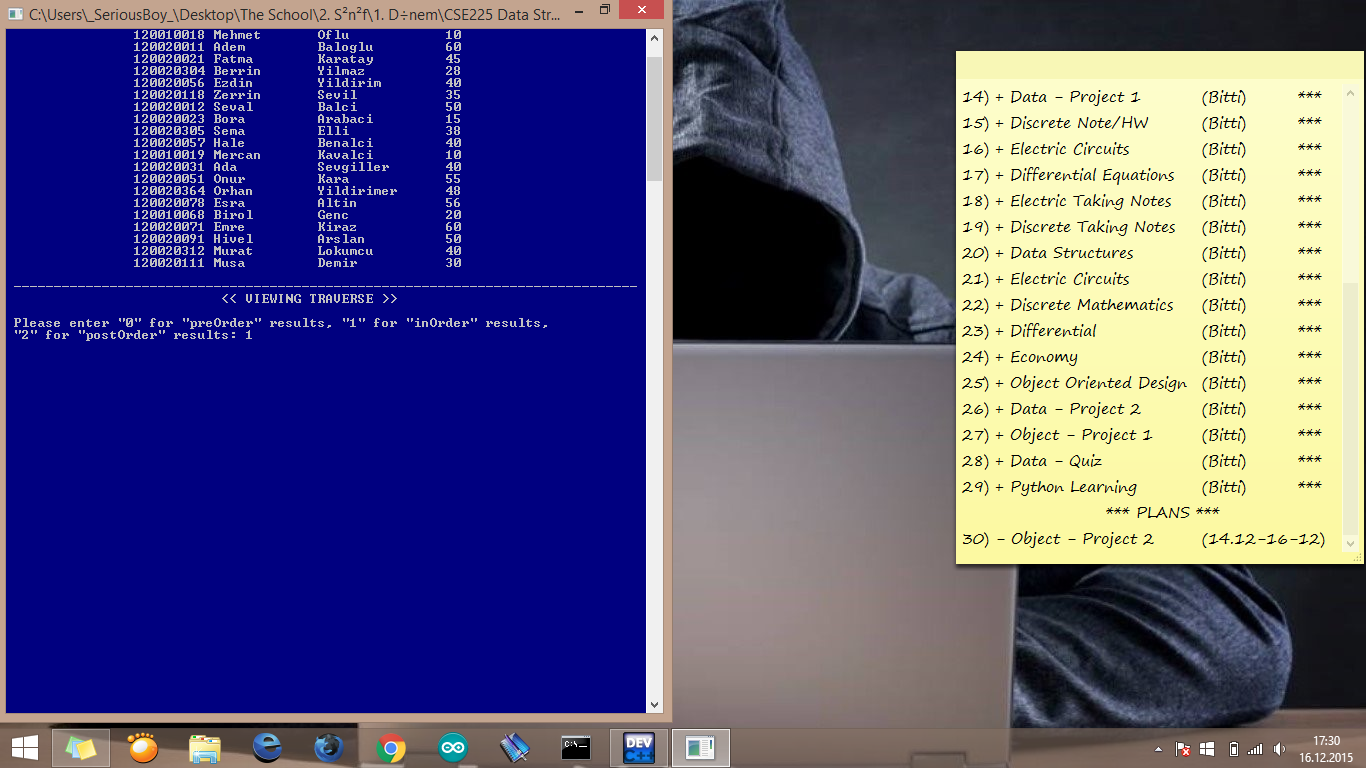 C:\Users\_SeriousBoy_\Desktop\The School\2. S²n²f\1. D÷nem\CSE225 Data Str...
120010018 Mehmet Oflu 10
120020011 Adem Baloglu 60
120020021 Fatma Karatay 45
120020304 Berrin Yilmaz 28
120020056 Ezdin Yildirim 40
120020118 Zerrin Sevil 35
120020012 Seval Balci 50
120020023 Bora Arabaci 15
120020305 Sema Elli 38
120020057 Hale Benalci 40
120010019 Mercan Kavalci 10
120020031 Ada Sevgiller 40
120020051 Onur Kara 55
120020364 Orhan Yildirimer 48
120020078 Esra Altin 56
120010068 Birol Genc 20
120020071 Emre Kiraz 60
120020091 Hivel Arslan 50
120020312 Murat Lokumcu 40
120020111 Musa Demir 30
<< VIEWING TRAVERSE >>
Please enter "0" for "preOrder" results, "1" for "inOrder" results,
"2" for "postOrder" results: 1
14) + Data - Project 1 (Bitti) ***
15) + Discrete Note/HW (Bitti) ***
16) + Electric Circuits (Bitti) ***
17) + Differential Equations (Bitti) ***
18) + Electric Taking Notes (Bitti) ***
19) + Discrete Taking Notes (Bitti) ***
20) + Data Structures (Bitti) ***
21) + Electric Circuits (Bitti) ***
22) + Discrete Mathematics (Bitti) ***
23) + Differential (Bitti) ***
24) + Economy (Bitti) ***
25) + Object Oriented Design (Bitti) ***
26) + Data - Project 2 (Bitti) ***
27) + Object - Project 1 (Bitti) ***
28) + Data - Quiz (Bitti) ***
29) + Python Learning (Bitti) ***
*** PLANS ***
30) - Object - Project 2 (14.12-16-12)
C:\_
DEV
C++
17:30
16.12.2015